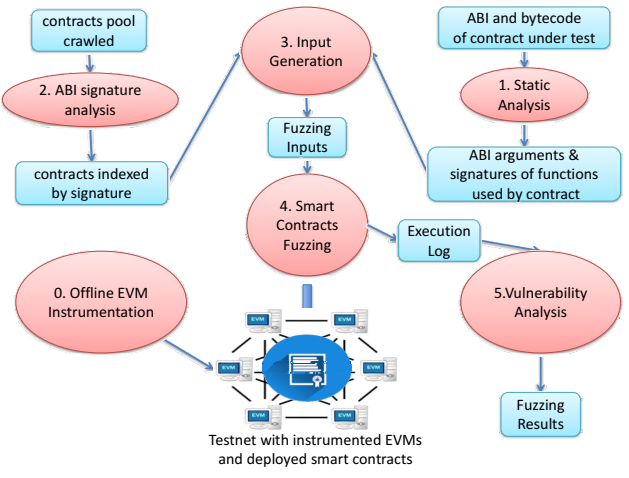 contracts pool
crawled
2. ABI signature
analysis
contracts indexed
by signature
3. Input
Generation
Fuzzing
Inputs
4. Smart
Contracts
Fuzzing
ABI and bytecode
of contract under test
1. Static
Analysis
ABI arguments &
signatures of functions
used by contract
Execution
Log
0. Offline EVM
Instrumentation
5.Vulnerability
Analysis
Fuzzing
Results
EVM
EVM
EVM
EVM
EVM
EVM
Testnet with instrumented EVMs
and deployed smart contracts